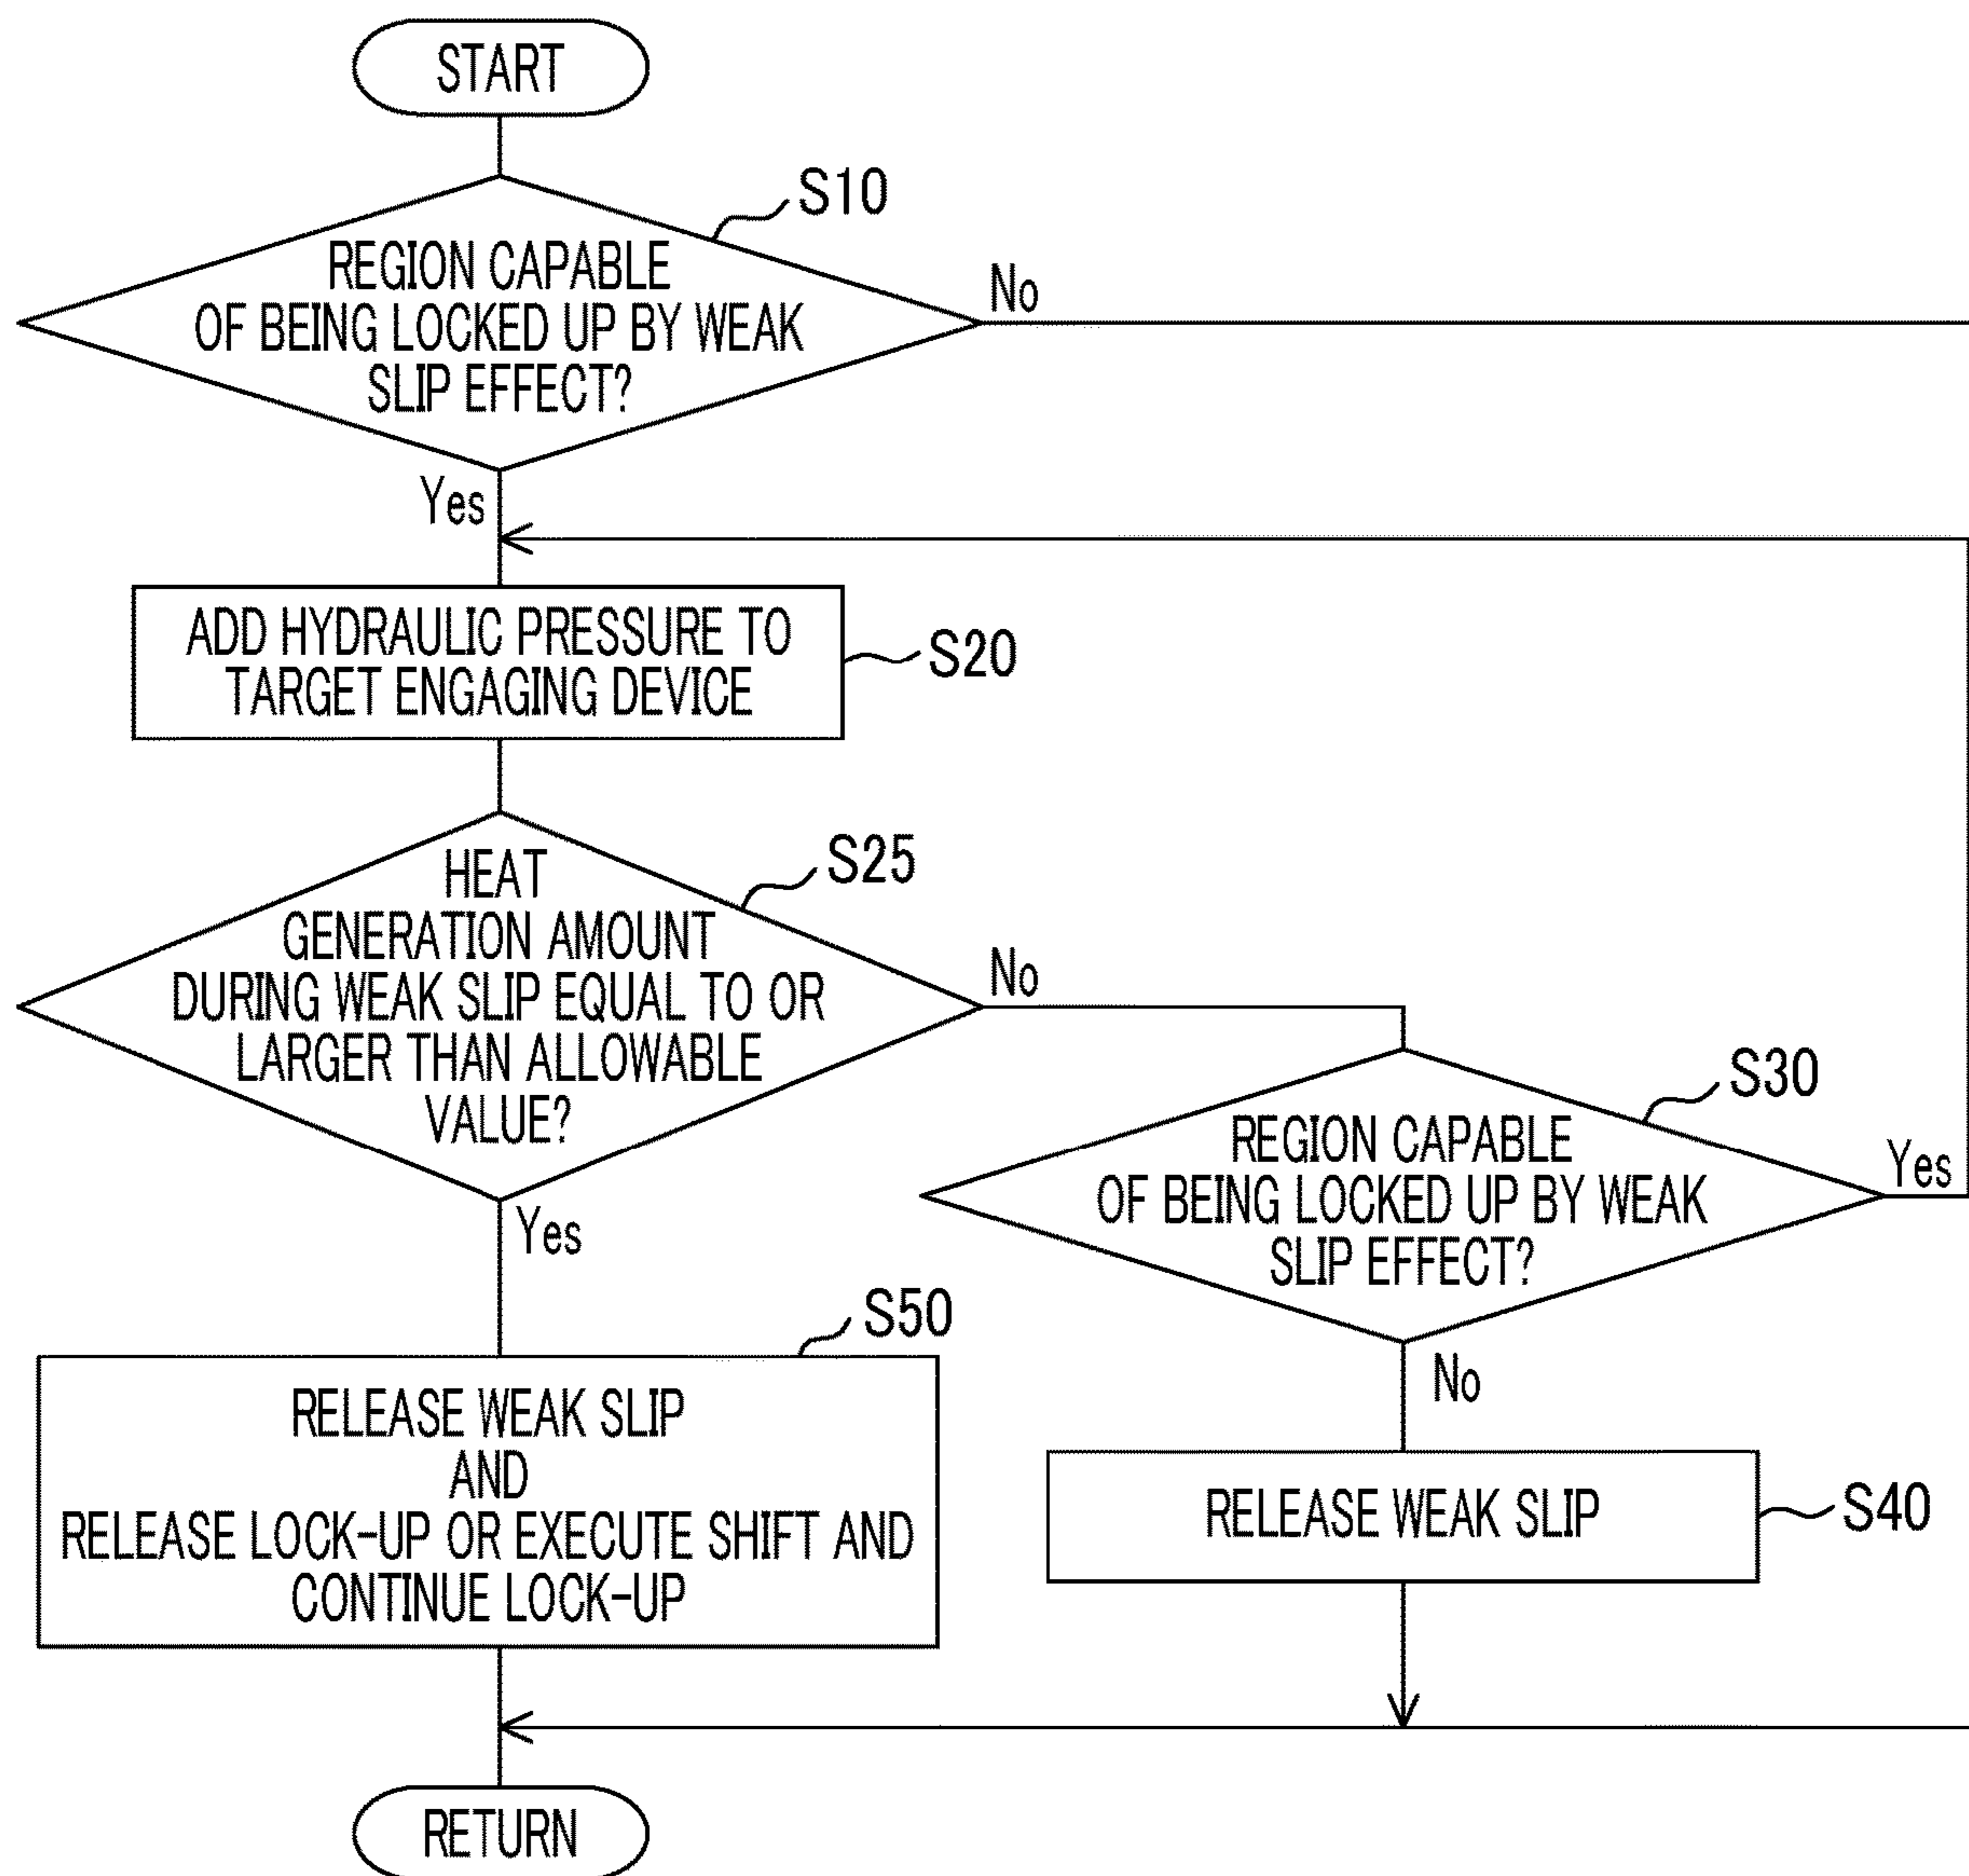 START
S10
REGION CAPABLE
OF BEING LOCKED UP BY WEAK
SLIP EFFECT?
No
Yes
ADD HYDRAULIC PRESSURE TO
TARGET ENGAGING DEVICE
S20
HEAT
GENERATION AMOUNT
DURING WEAK SLIP EQUAL TO OR
LARGER THAN ALLOWABLE
VALUE?
S25
No
Yes
REGION CAPABLE
OF BEING LOCKED UP BY WEAK
SLIP EFFECT?
S30
Yes
No
S50
RELEASE WEAK SLIP
AND
RELEASE LOCK-UP OR EXECUTE SHIFT AND
CONTINUE LOCK-UP
RELEASE WEAK SLIP
S40
RETURN